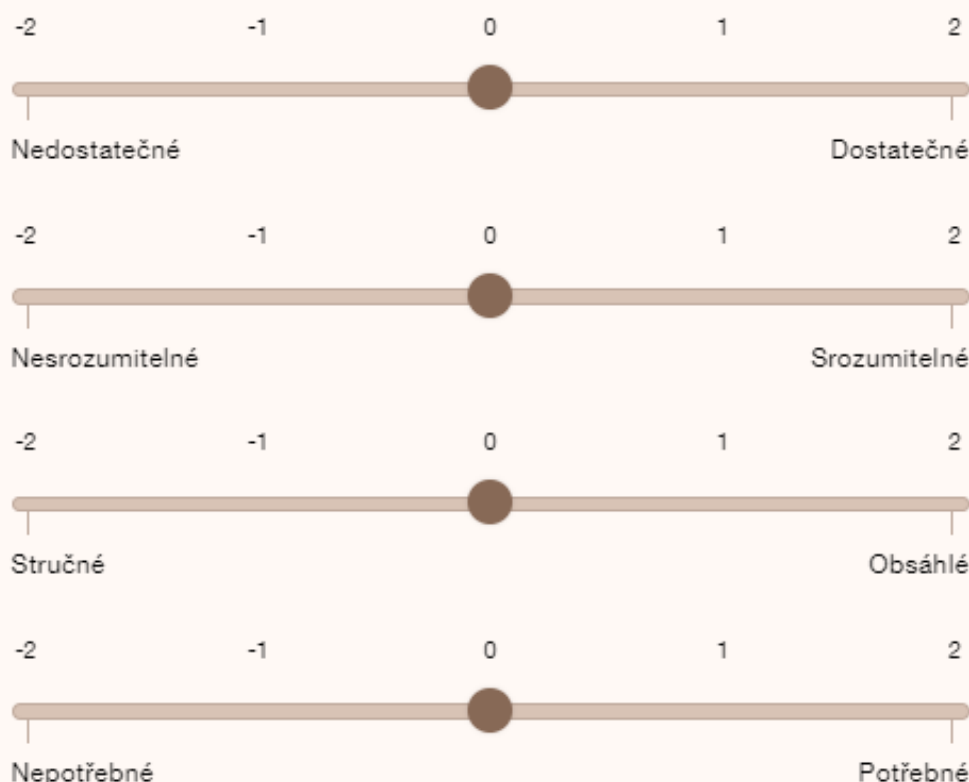 -2 -1 0 1 2
Nedostatečné Dostatečné
-2 -1 0 1 2
Nesrozumitelné Srozumitelné
-2 -1 0 1 2
Stručné Obsáhlé
-2 -1 0 1 2
Nepotřebné Potřebné